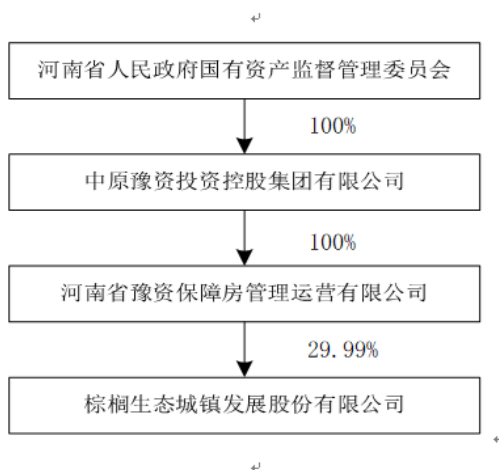 河南省人民政府国有资产监督管理委员会
100%
中原豫资投资控股集团有限公司
100%
河南省豫资保障房管理运营有限公司
29.99%
棕榈生态城镇发展股份有限公司